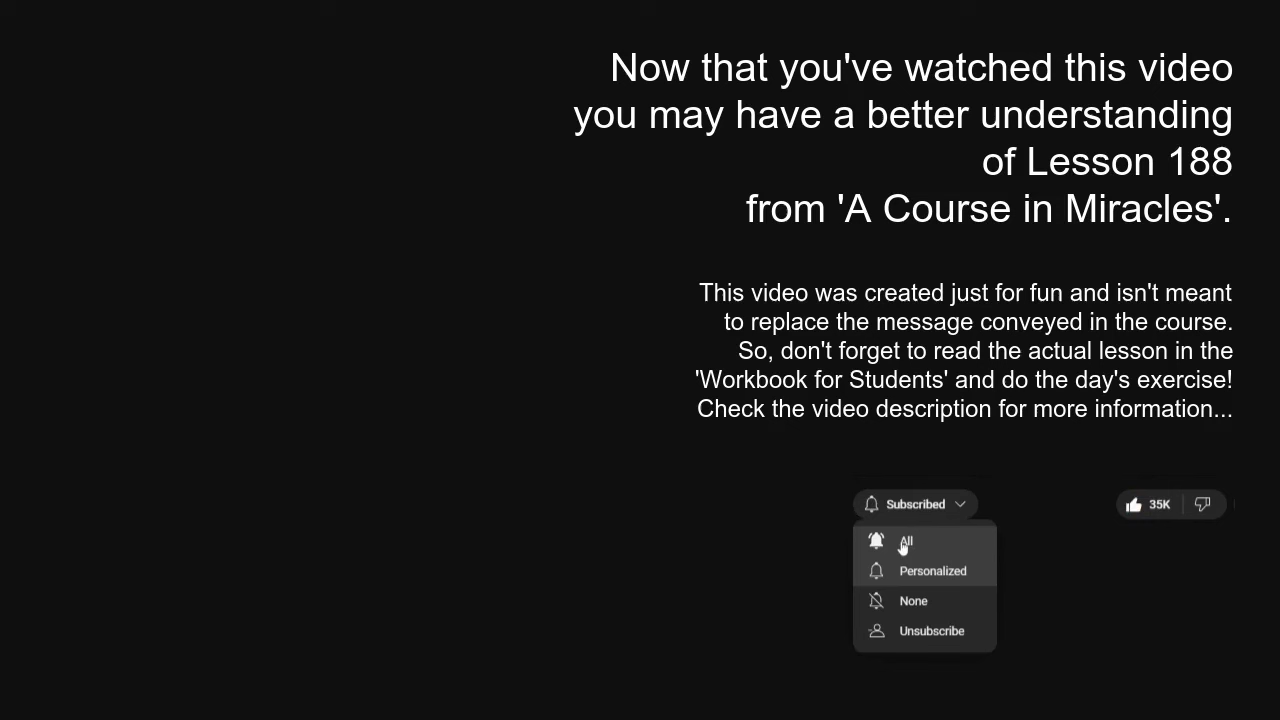 Now that you've watched this video
you may have a better understanding
of Lesson 188
from 'A Course in Miracles'.
This video was created just for fun and isn't meant
to replace the message conveyed in the course.
So, don't forget to read the actual lesson in the
'Workbook for Students' and do the day's exercise!
Check the video description for more information...
Subscribed 35K
All
Personalized
None
Unsubscribe